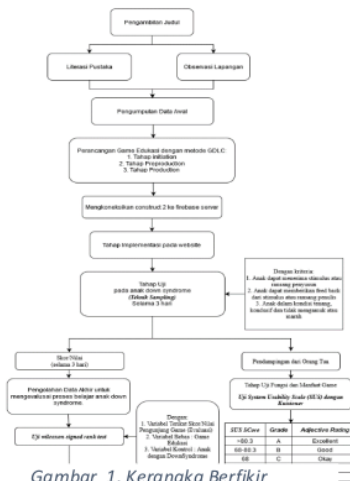 Pengambilan Judul
Literasi Pustaka
Observasi Lapangan
Pengumpulan Data Awal
Perancangan Game Edukasi dengan metode GDLC:
1. Tahap Initiation
2. Tahap Preproduction
3. Tahap Production
Mengkoneksikan construct 2 ke firebase server
Tahap Implementasi pada website
Tahap Uji
pada anak down syndrome
(Teknik Sampling)
Selama 3 hari
Dengan kriteria
1. Anak dapat menerima stimulus atau
rangsang penyusun
2. Anak dapat memberikan feed back
dari stimulus atau rangsang penulis
3. Anak dalam kondisi tenang,
kondusif dan tidak mengamuk atau
marah
Skor Nilai
(selama 3 hari)
Pendampingan dari Orang Tua
Pengolahan Data Akhir untuk
mengevaluasi proses belajar anak down
syndrome
Tahap Uji Fungsi dan Manfaat Game
Uji System Usability Scale (SUS) dengan
Kuisioner
Uji wilcoxon signed rank test
Dengan:
1. Variabel Terikat Skor Nilai
Pengunjung Game (Evaluasi)
2. Variabel Bebas : Game
Edukasi
3. Variabel Kontrol : Anak
dengan DownSyndrome
SUS SCore Grade Adjective Rating
>80.3 A Excellent
68-80.3 B Good
68 C Okay
Gambar 1. Kerangka Berfikir